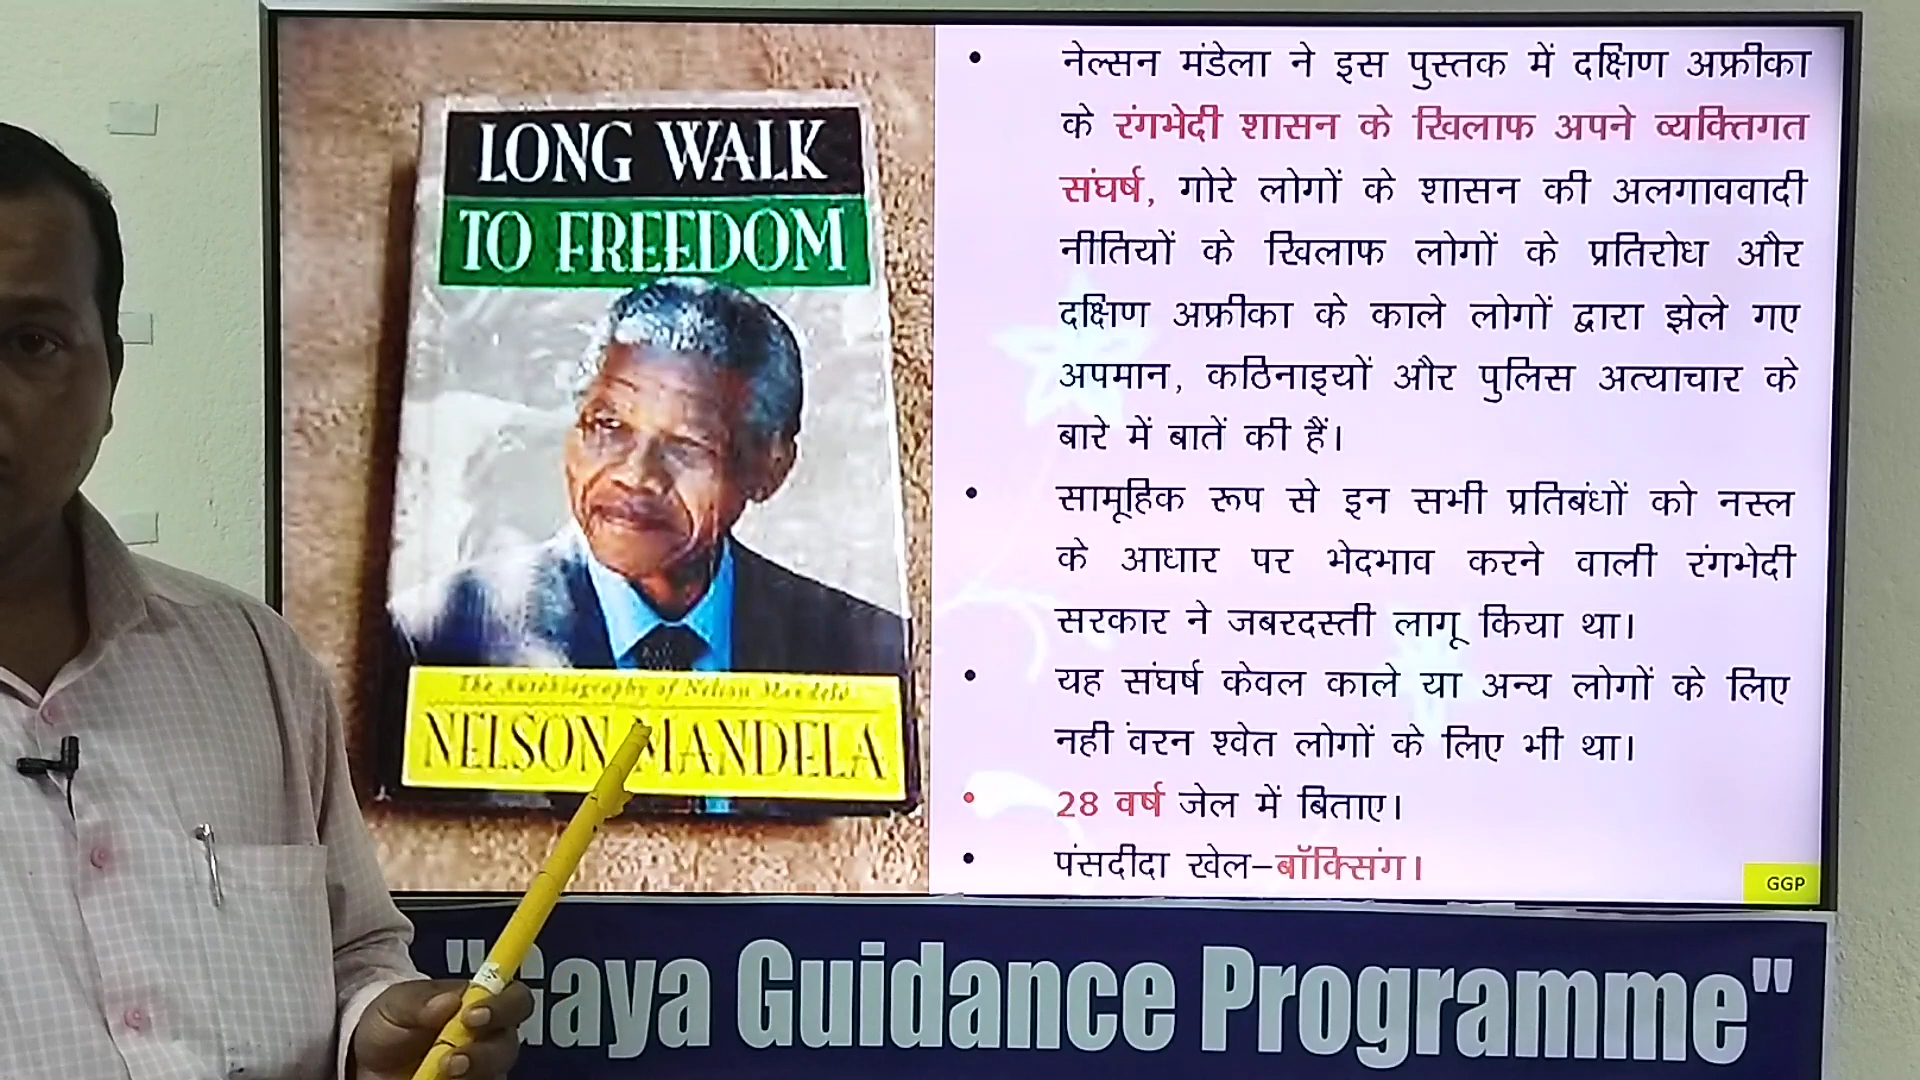 LONG WALK
TO FREEDOM
The Autobiography of Nelson Mandela
NELSON MANDELA
• नेल्सन मंडेला ने इस पुस्तक में दक्षिण अफ्रीका
के रंगभेदी शासन के खिलाफ अपने व्यक्तिगत
संघर्ष, गोरे लोगों के शासन की अलगाववादी
नीतियों के खिलाफ लोगों के प्रतिरोध और
दक्षिण अफ्रीका के काले लोगों द्वारा झेले गए
अपमान, कठिनाइयों और पुलिस अत्याचार के
बारे में बातें की हैं।
• सामूहिक रूप से इन सभी प्रतिबंधों को नस्ल
के आधार पर भेदभाव करने वाली रंगभेदी
सरकार ने जबरदस्ती लागू किया था।
• यह संघर्ष केवल काले या अन्य लोगों के लिए
नहीं वरन श्वेत लोगों के लिए भी था।
• 28 वर्ष जेल में बिताए।
• पंसदीदा खेल–बॉक्सिंग।
GGP
"Gaya Guidance Programme"